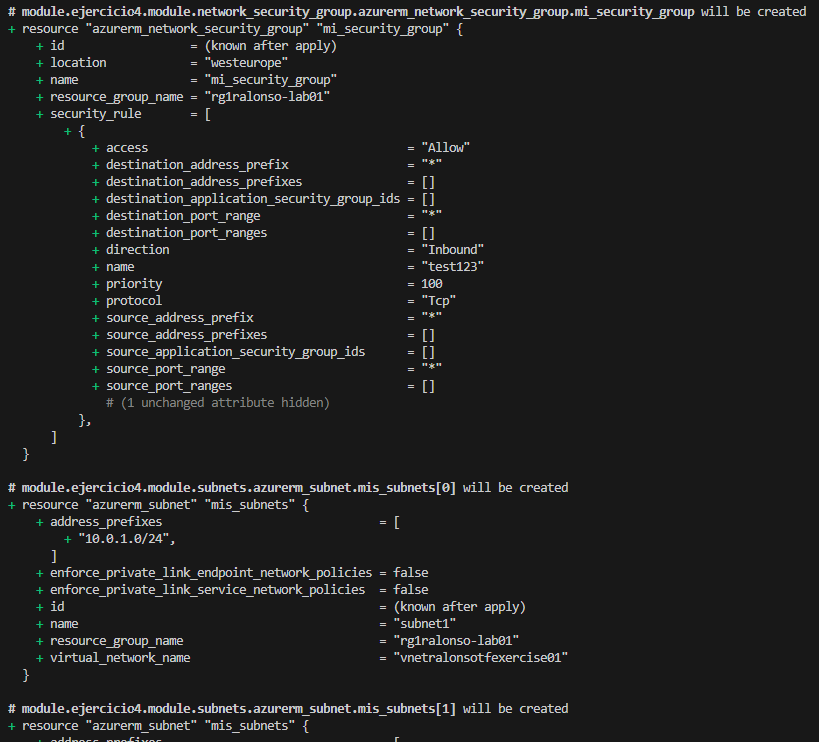 # module.ejercicio4.module.network_security_group.azurerm_network_security_group.mi_security_group will be created
+ resource "azurerm_network_security_group" "mi_security_group" {
+ id = (known after apply)
+ location = "westeurope"
+ name = "mi_security_group"
+ resource_group_name = "rg1ralonso-lab01"
+ security_rule = [
+ {
+ access = "Allow"
+ destination_address_prefix = "*"
+ destination_address_prefixes = []
+ destination_application_security_group_ids = []
+ destination_port_range = "*"
+ destination_port_ranges = []
+ direction = "Inbound"
+ name = "test123"
+ priority = 100
+ protocol = "Tcp"
+ source_address_prefix = "*"
+ source_address_prefixes = []
+ source_application_security_group_ids = []
+ source_port_range = "*"
+ source_port_ranges = []
# (1 unchanged attribute hidden)
},
]
}
# module.ejercicio4.module.subnets.azurerm_subnet.mis_subnets[0] will be created
+ resource "azurerm_subnet" "mis_subnets" {
+ address_prefixes = [
+ "10.0.1.0/24",
]
+ enforce_private_link_endpoint_network_policies = false
+ enforce_private_link_service_network_policies = false
+ id = (known after apply)
+ name = "subnet1"
+ resource_group_name = "rg1ralonso-lab01"
+ virtual_network_name = "vnetralonsotfexercise01"
}
# module.ejercicio4.module.subnets.azurerm_subnet.mis_subnets[1] will be created
+ resource "azurerm_subnet" "mis_subnets" {
+ address_prefixes = [